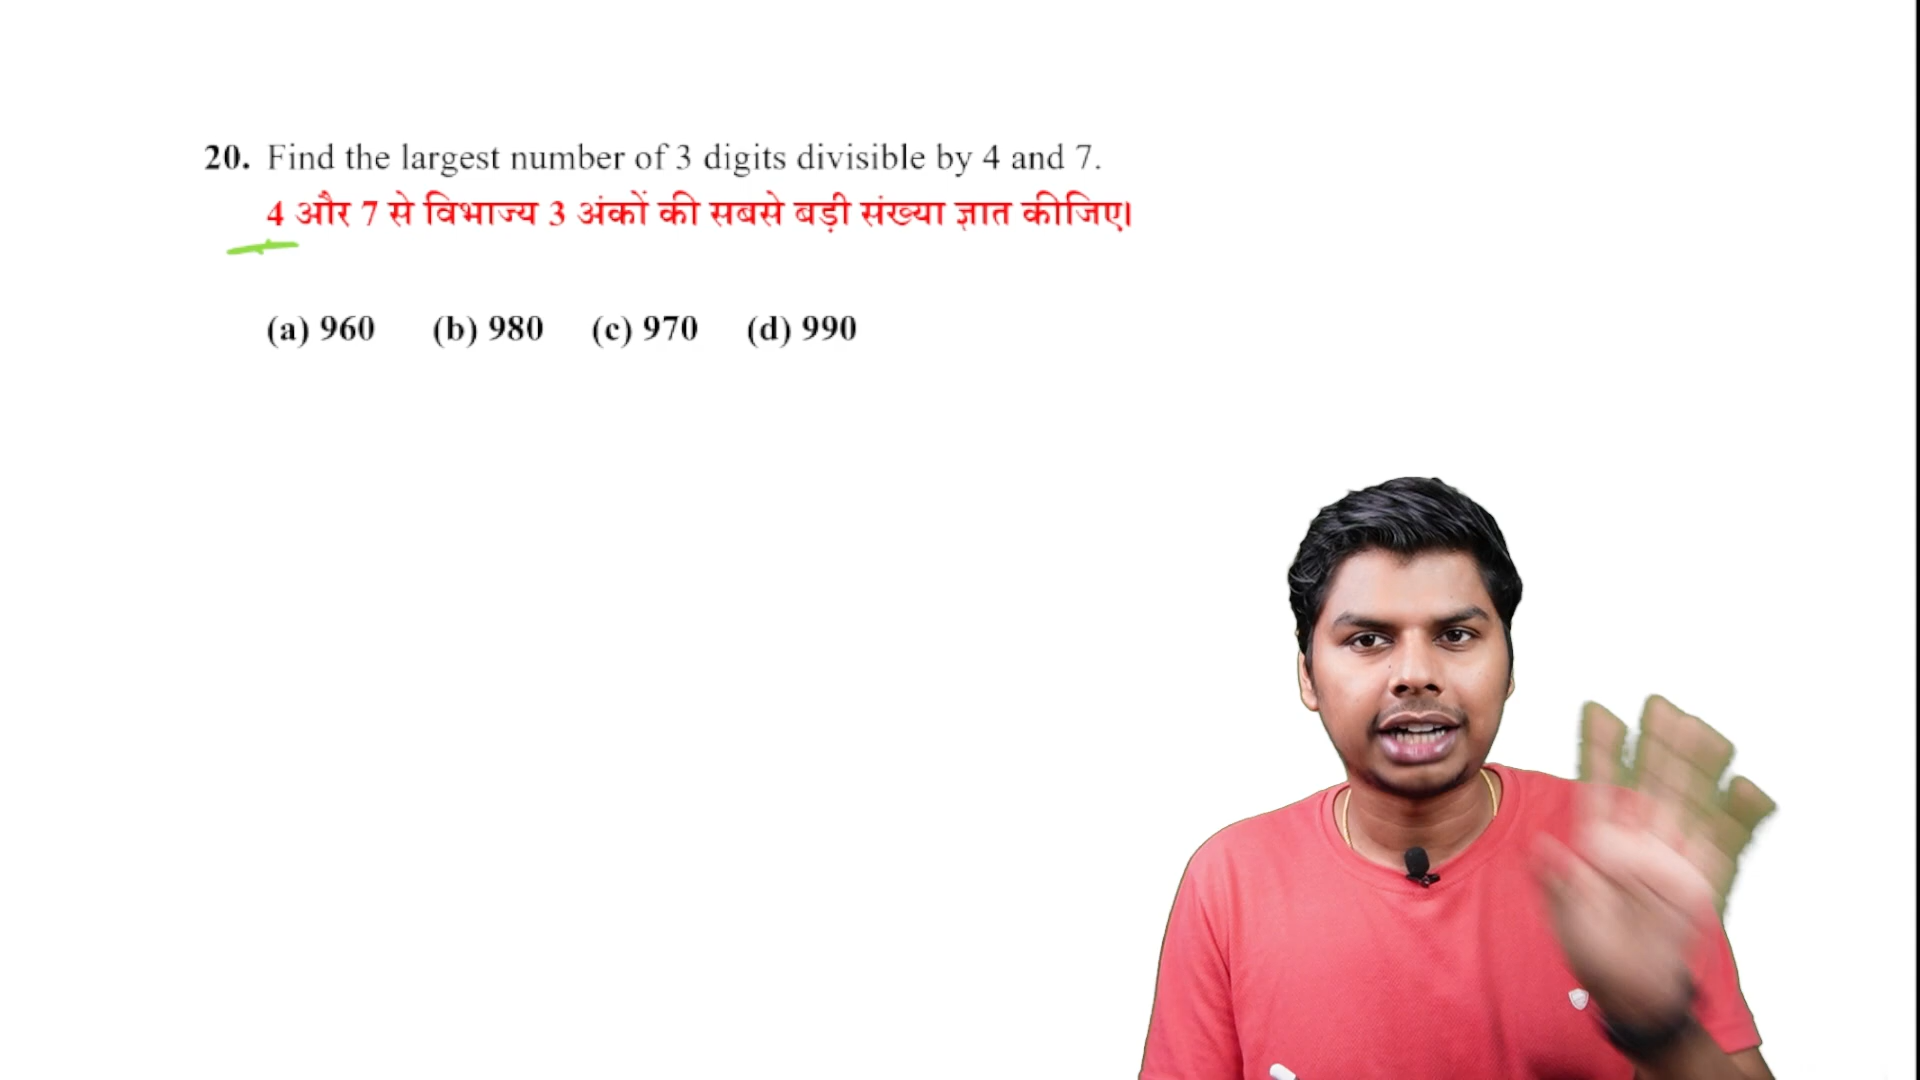 20. Find the largest number of 3 digits divisible by 4 and 7.
4 और 7 से विभाज्य 3 अंकों की सबसे बड़ी संख्या ज्ञात कीजिए।
(a) 960 (b) 980 (c) 970 (d) 990